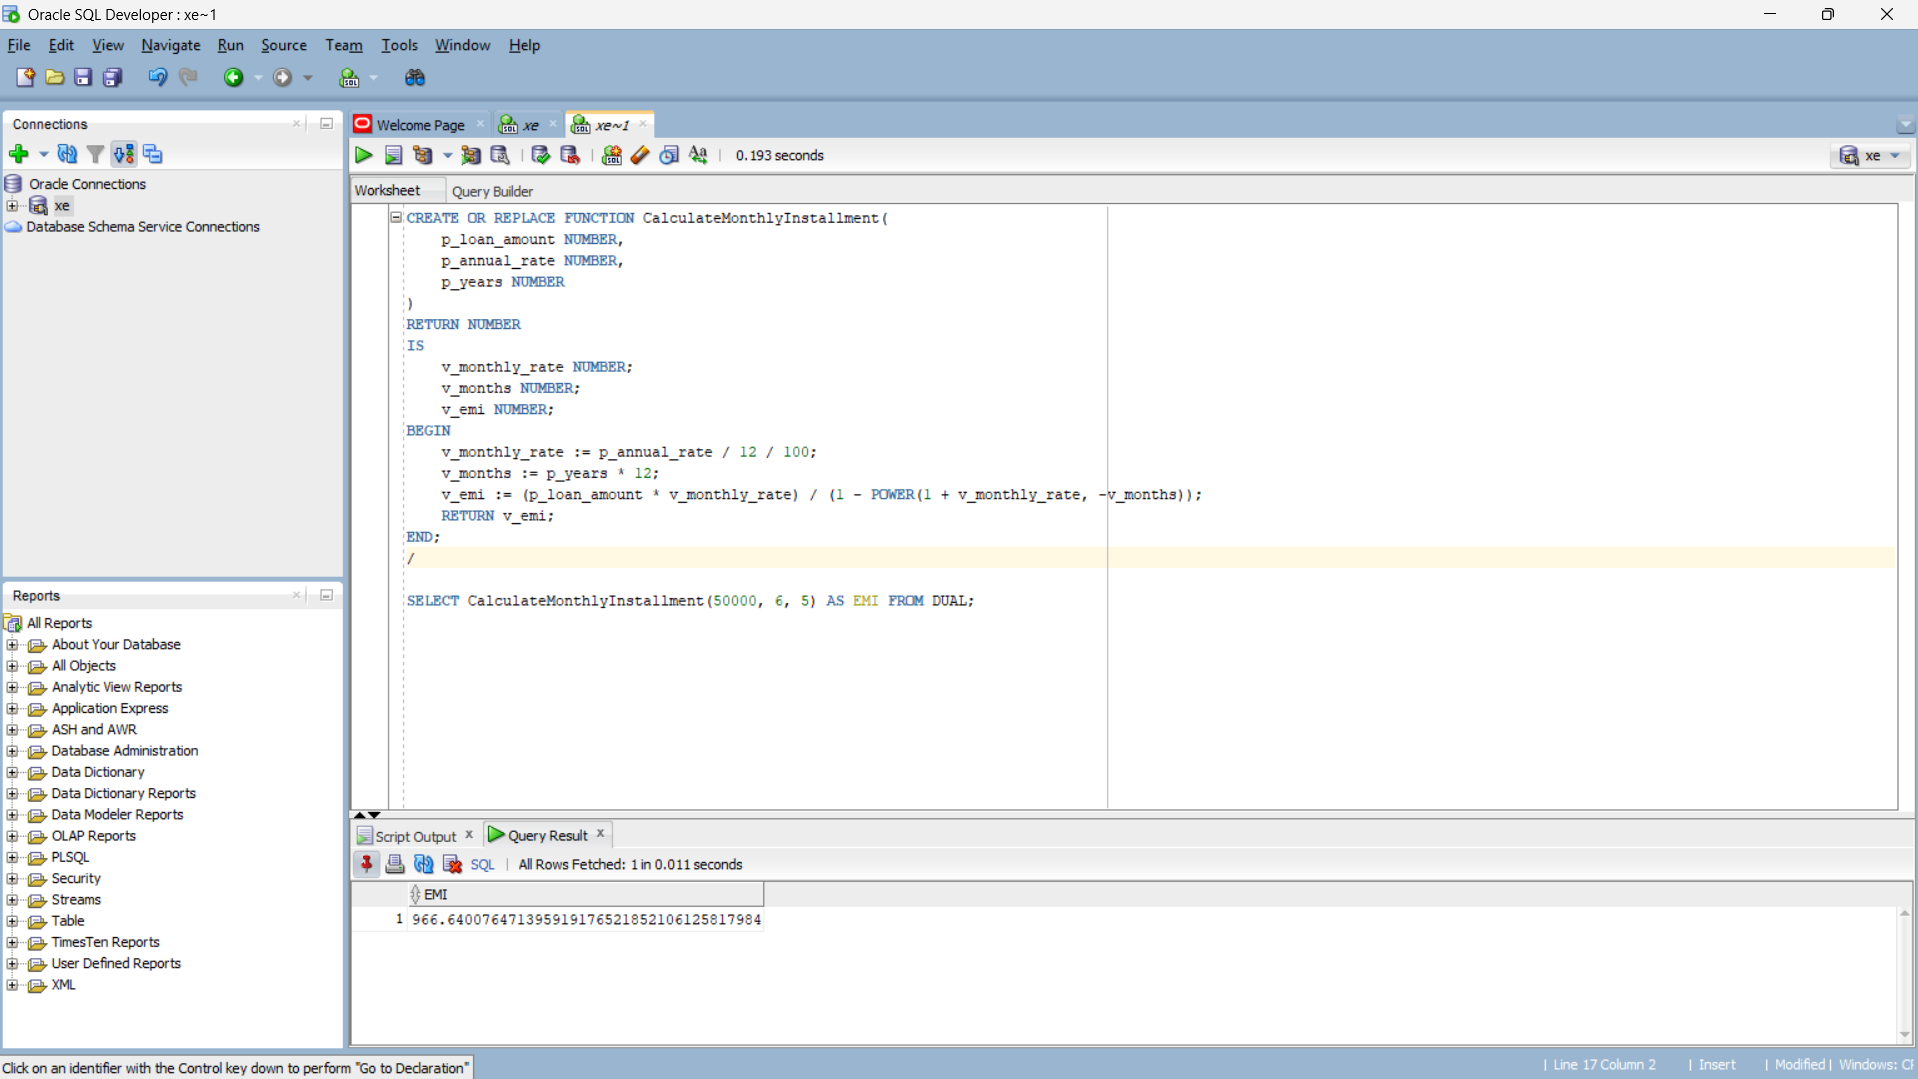 Oracle SQL Developer : xe~1
File Edit View Navigate Run Source Team Tools Window Help
Connections
Oracle Connections
xe
Database Schema Service Connections
Reports
All Reports
About Your Database
All Objects
Analytic View Reports
Application Express
ASH and AWR
Database Administration
Data Dictionary
Data Dictionary Reports
Data Modeler Reports
OLAP Reports
PLSQL
Security
Streams
Table
TimesTen Reports
User Defined Reports
XML
Welcome Page xe xe~1
0.193 seconds
xe
Worksheet Query Builder
CREATE OR REPLACE FUNCTION CalculateMonthlyInstallment(
    p_loan_amount NUMBER,
    p_annual_rate NUMBER,
    p_years NUMBER
)
RETURN NUMBER
IS
    v_monthly_rate NUMBER;
    v_months NUMBER;
    v_emi NUMBER;
BEGIN
    v_monthly_rate := p_annual_rate / 12 / 100;
    v_months := p_years * 12;
    v_emi := (p_loan_amount * v_monthly_rate) / (1 - POWER(1 + v_monthly_rate, -v_months));
    RETURN v_emi;
END;
/
SELECT CalculateMonthlyInstallment(50000, 6, 5) AS EMI FROM DUAL;
Script Output Query Result
SQL | All Rows Fetched: 1 in 0.011 seconds
EMI
1 966.640076471395919176521852106125817984
Click on an identifier with the Control key down to perform "Go to Declaration"
| Line 17 Column 2 | Insert | Modified | Windows: C